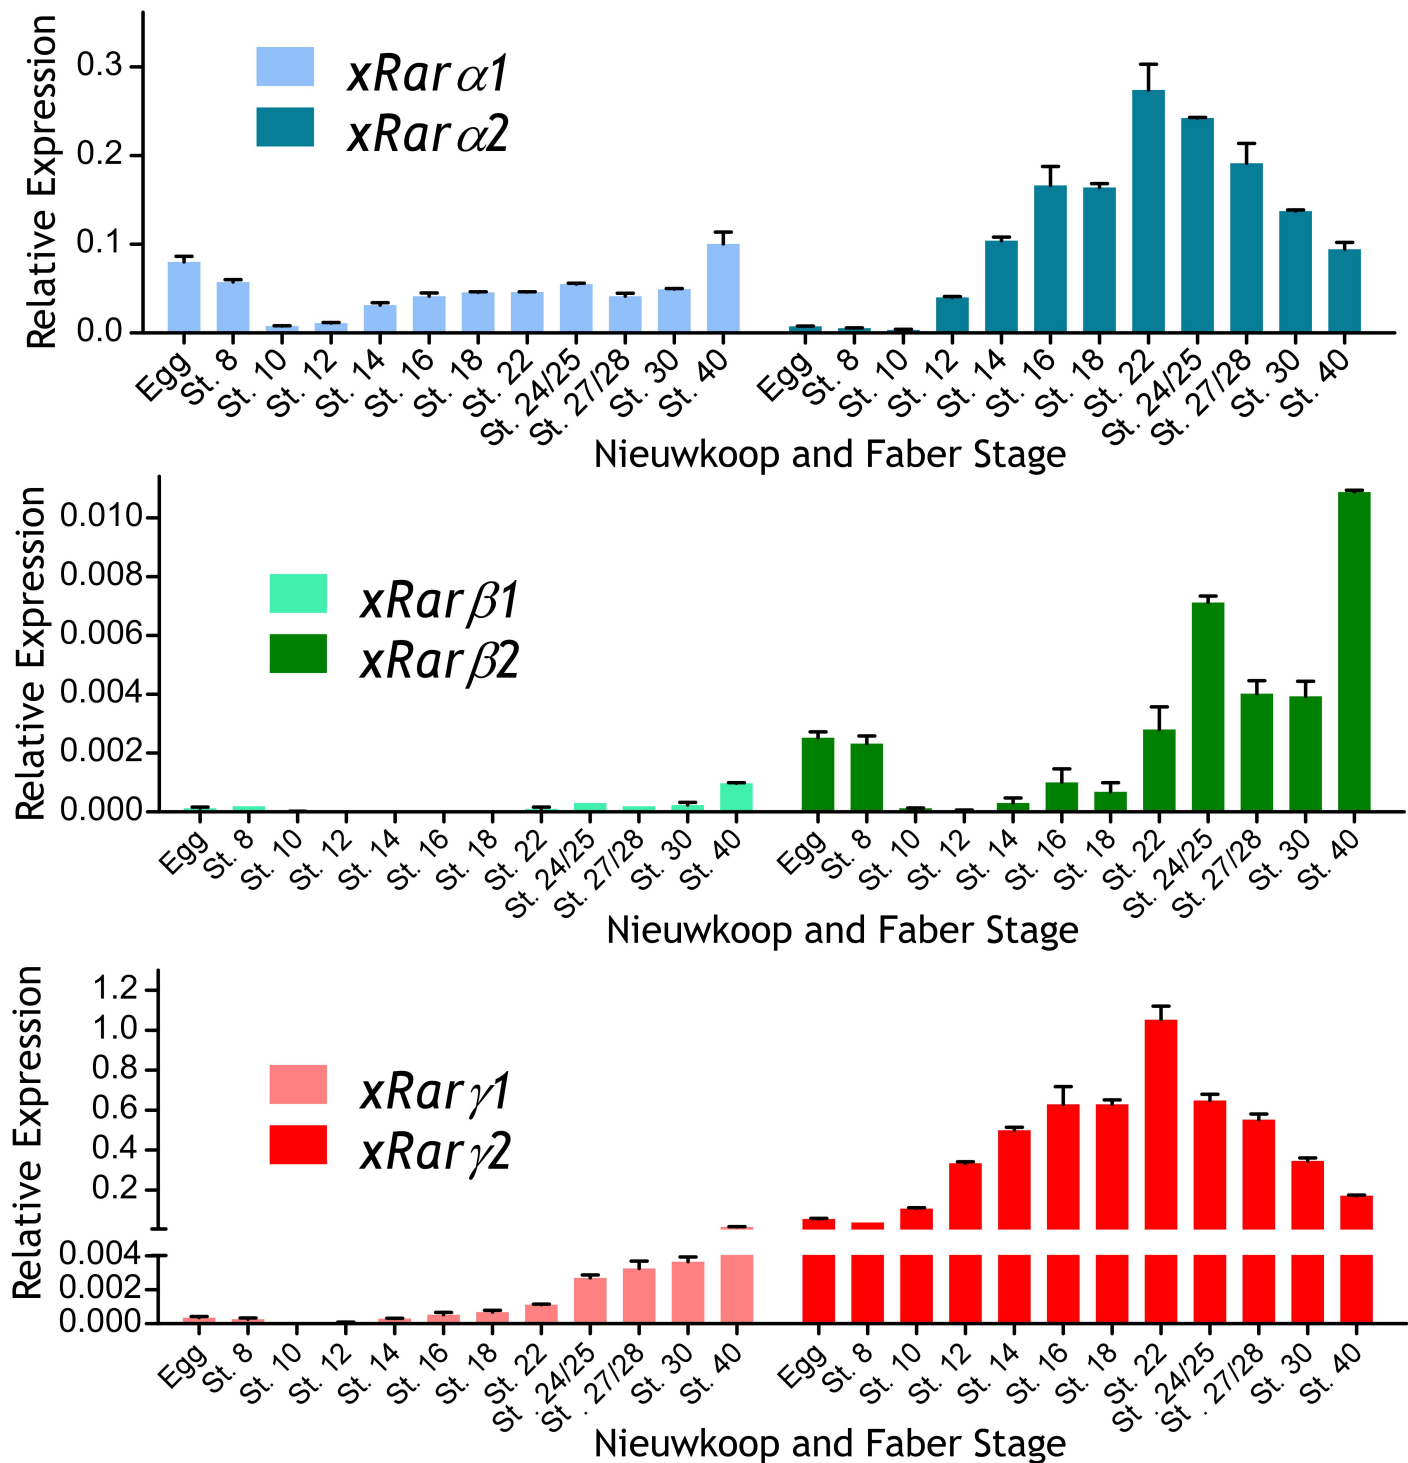 Relative Expression
0.3
0.2
0.1
0.0
xRarα1
xRarα2
Egg St. 8 St. 10 St. 12 St. 14 St. 16 St. 18 St. 22 St. 24/25 St. 27/28 St. 30 St. 40 Egg St. 8 St. 10 St. 12 St. 14 St. 16 St. 18 St. 22 St. 24/25 St. 27/28 St. 30 St. 40
Nieuwkoop and Faber Stage
Relative Expression
0.010
0.008
0.006
0.004
0.002
0.000
xRarβ1
xRarβ2
Egg St. 8 St. 10 St. 12 St. 14 St. 16 St. 18 St. 22 St. 24/25 St. 27/28 St. 30 St. 40 Egg St. 8 St. 10 St. 12 St. 14 St. 16 St. 18 St. 22 St. 24/25 St. 27/28 St. 30 St. 40
Nieuwkoop and Faber Stage
Relative Expression
1.2
1.0
0.8
0.6
0.4
0.2
0.004
0.002
0.000
xRarγ1
xRarγ2
Egg St. 8 St. 10 St. 12 St. 14 St. 16 St. 18 St. 22 St. 24/25 St. 27/28 St. 30 St. 40 Egg St. 8 St. 10 St. 12 St. 14 St. 16 St. 18 St. 22 St. 24/25 St. 27/28 St. 30 St. 40
Nieuwkoop and Faber Stage